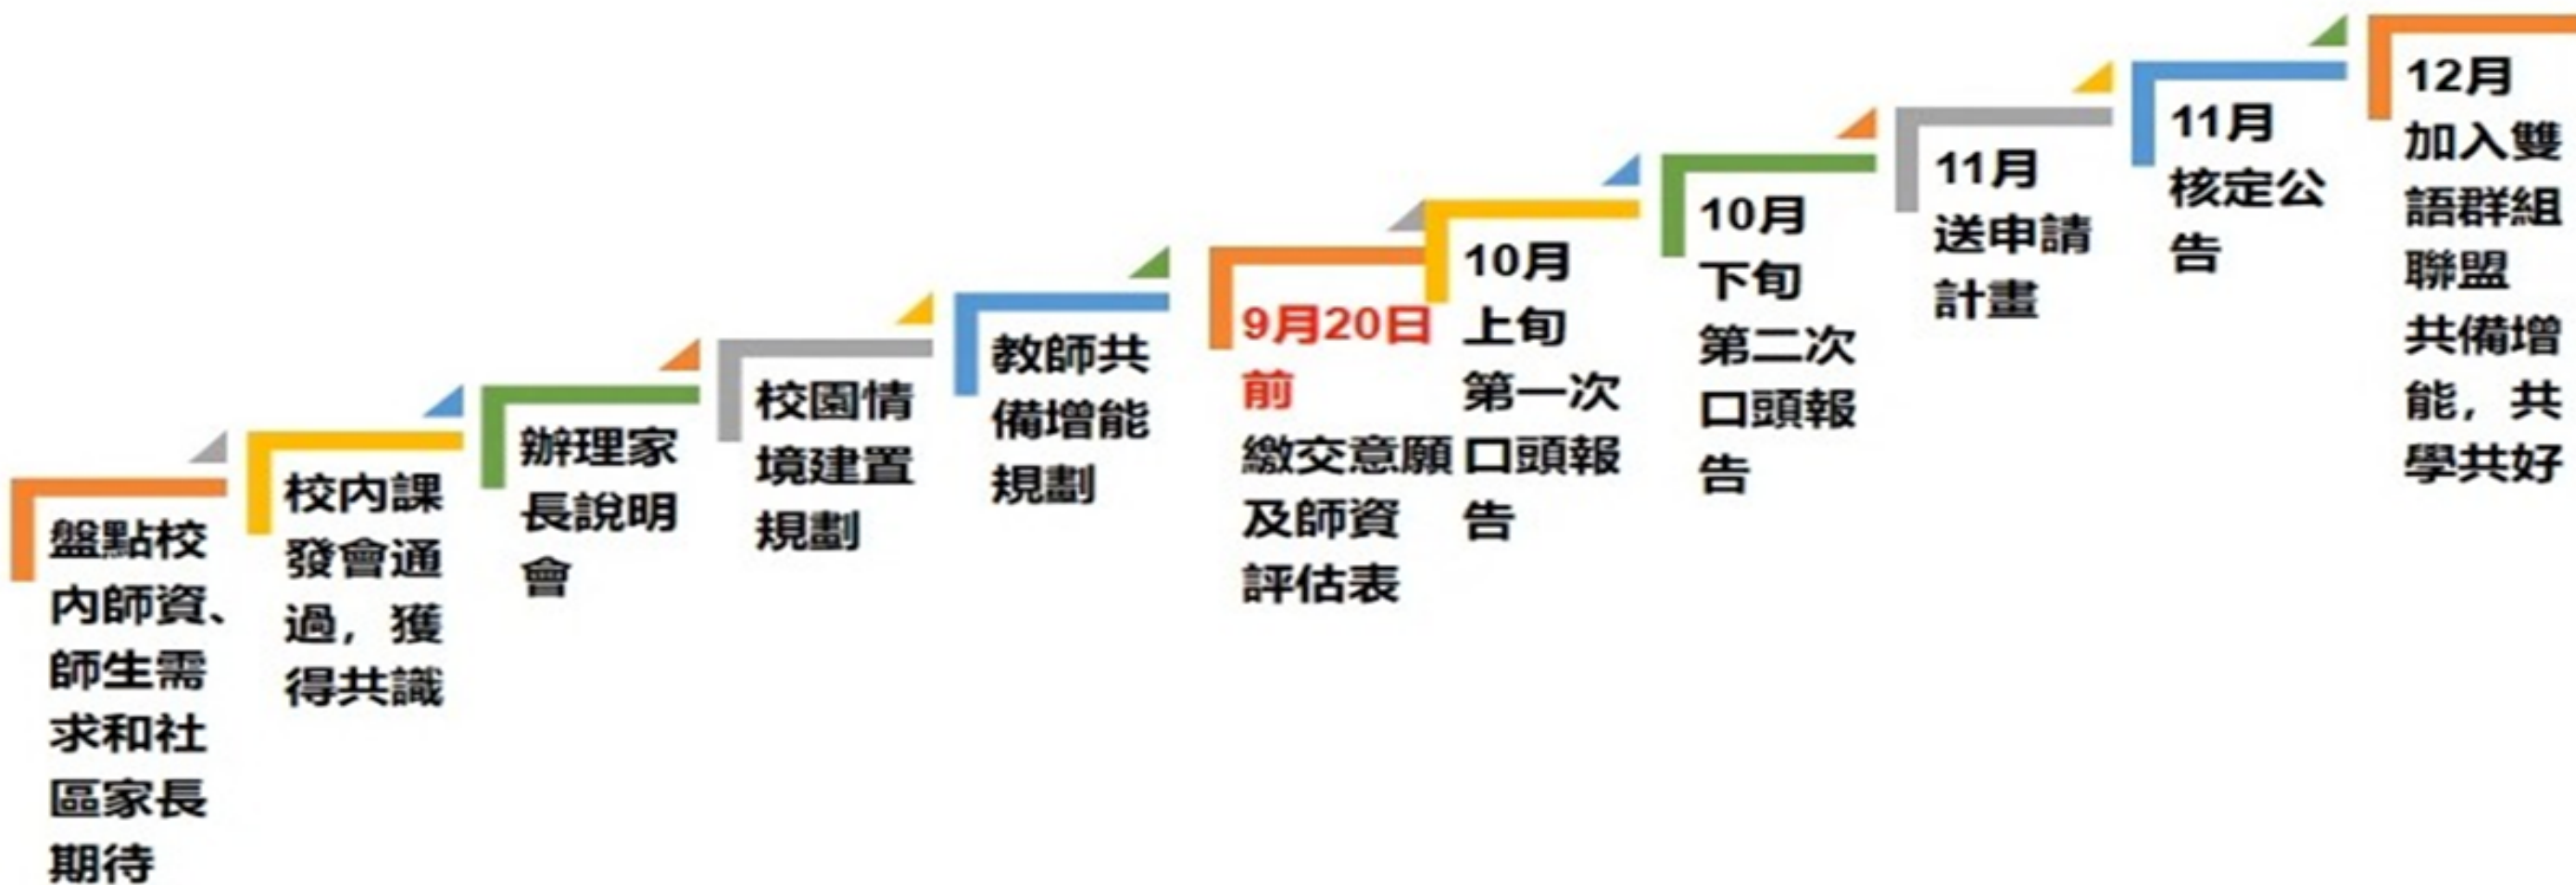 盤點校
內師資、
師生需
求和社
區家長
期待
校內課
發會通
過，獲
得共識
辦理家
長說明
會
校園情
境建置
規劃
教師共
備增能
規劃
9月20日
前
繳交意願
及師資
評估表
10月
上旬
第一次
口頭報
告
10月
下旬
第二次
口頭報
告
11月
送申請
計畫
11月
核定公
告
12月
加入雙
語群組
聯盟
共備增
能，共
學共好